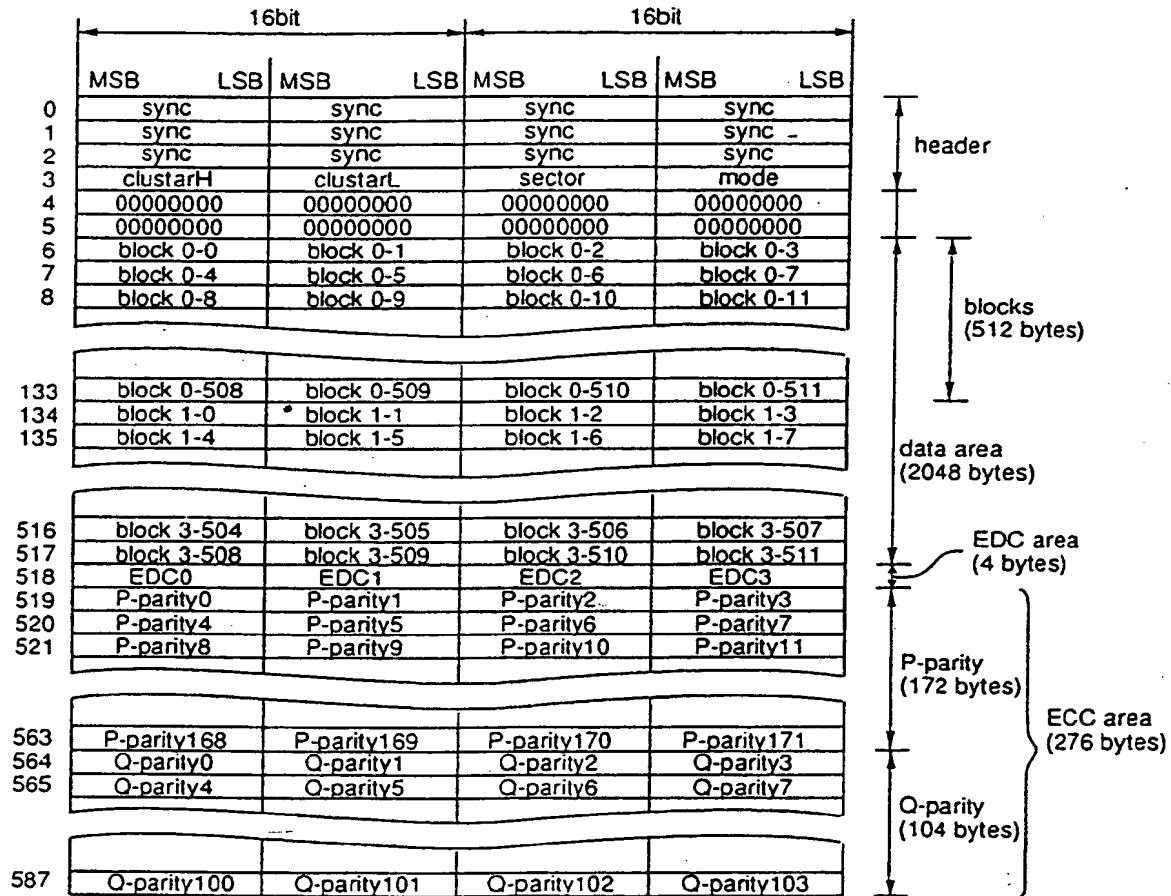 16bit 16bit
MSB LSB MSB LSB MSB LSB MSB LSB
0 sync sync sync sync
1 sync sync sync sync
2 sync sync sync sync
header
3 clustarH clustarL sector mode
4 00000000 00000000 00000000 00000000
5 00000000 00000000 00000000 00000000
6 block 0-0 block 0-1 block 0-2 block 0-3
7 block 0-4 block 0-5 block 0-6 block 0-7
8 block 0-8 block 0-9 block 0-10 block 0-11
blocks
(512 bytes)
133 block 0-508 block 0-509 block 0-510 block 0-511
134 block 1-0 block 1-1 block 1-2 block 1-3
135 block 1-4 block 1-5 block 1-6 block 1-7
data area
(2048 bytes)
516 block 3-504 block 3-505 block 3-506 block 3-507
517 block 3-508 block 3-509 block 3-510 block 3-511
EDC area
(4 bytes)
518 EDC0 EDC1 EDC2 EDC3
519 P-parity0 P-parity1 P-parity2 P-parity3
520 P-parity4 P-parity5 P-parity6 P-parity7
521 P-parity8 P-parity9 P-parity10 P-parity11
P-parity
(172 bytes)
ECC area
(276 bytes)
563 P-parity168 P-parity169 P-parity170 P-parity171
564 Q-parity0 Q-parity1 Q-parity2 Q-parity3
565 Q-parity4 Q-parity5 Q-parity6 Q-parity7
Q-parity
(104 bytes)
587 Q-parity100 Q-parity101 Q-parity102 Q-parity103